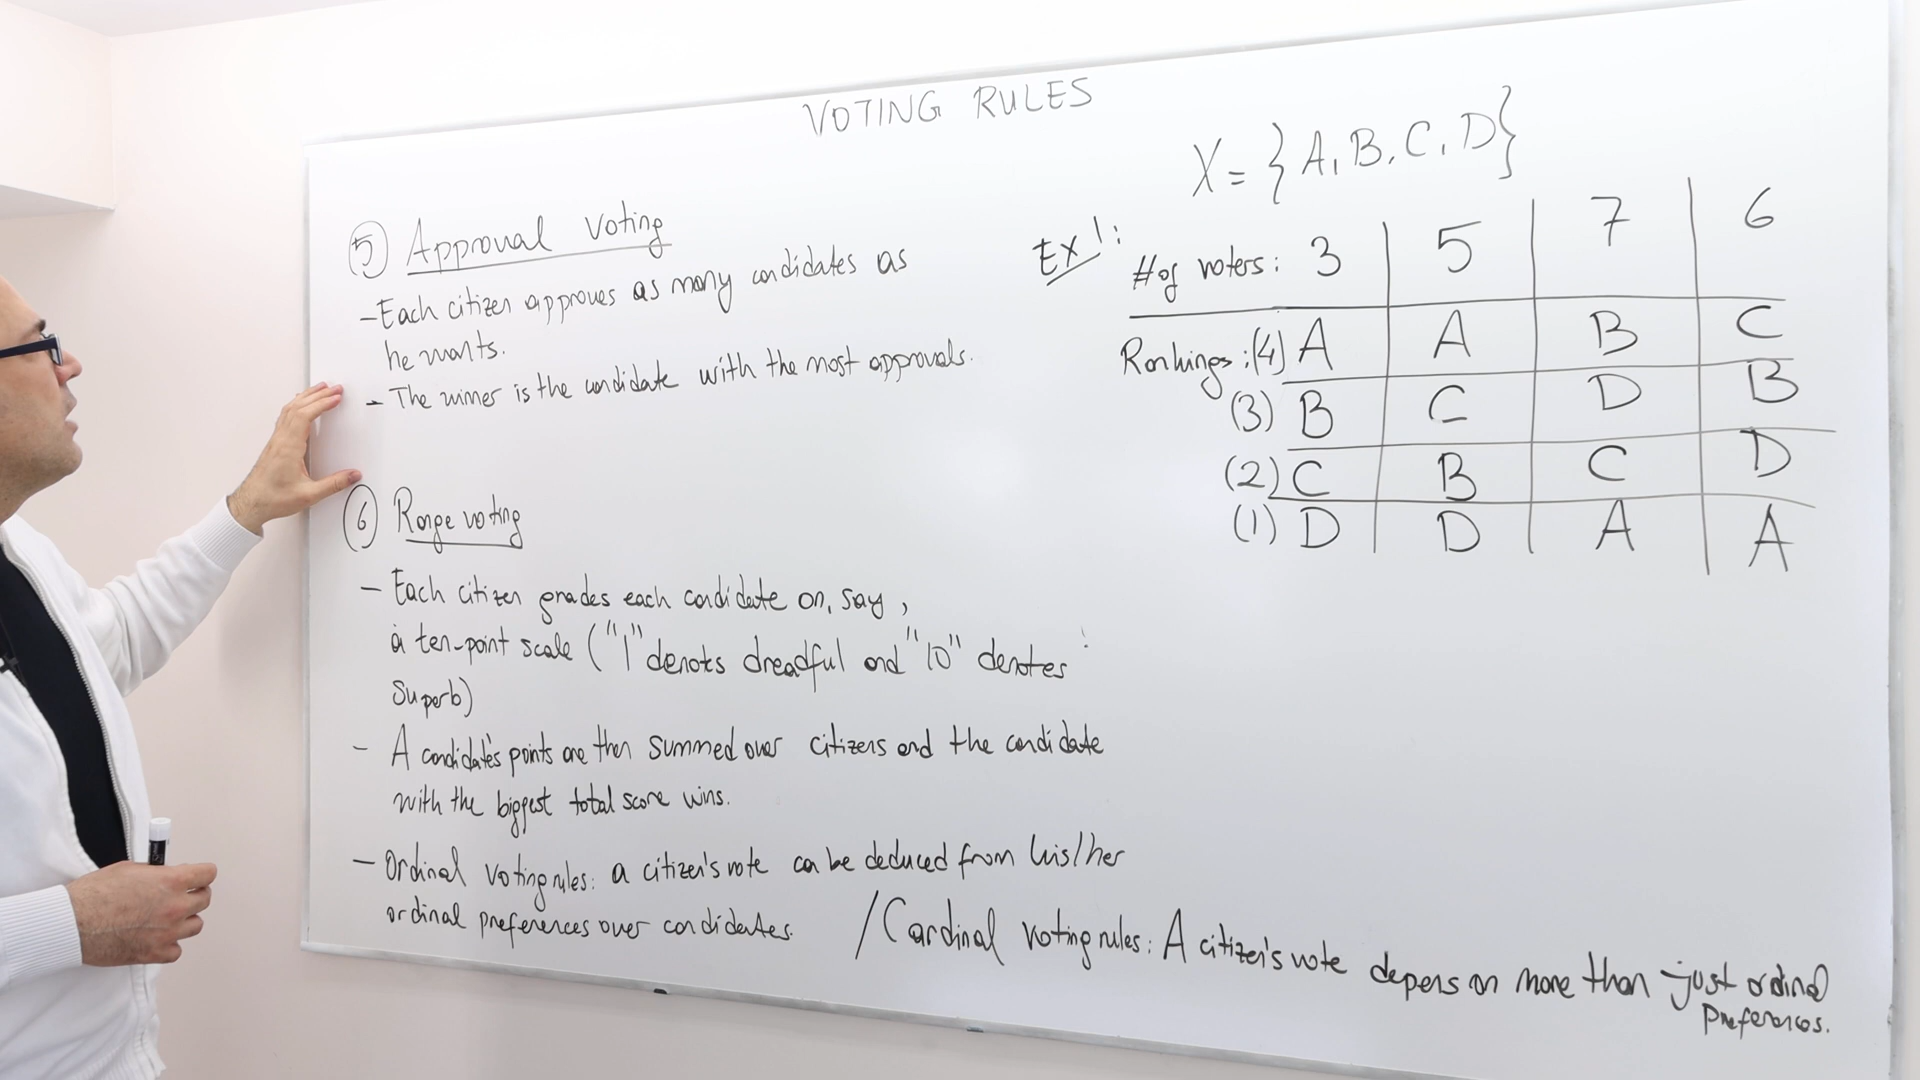 VOTING RULES
X = { A, B, C, D }
⑤ Approval Voting
- Each citizen approves as many candidates as
he wants.
- The winner is the candidate with the most approvals.
⑥ Range voting
- Each citizen grades each candidate on, say,
a ten-point scale ("1" denots dreadful and "10" denotes
Superb)
- A candidate's points are then summed over citizens and the candidate
with the biggest total score wins.
- Ordinal Voting rules: a citizen's vote can be deduced from his/her
ordinal preferences over candidates.
/ Cardinal voting rules: A citizen's vote depens on more than just ordinal
Preferences.
Ex 1:
# of voters: 3 | 5 | 7 | 6
Rankings: (4) A | A | B | C
(3) B | C | D | B
(2) C | B | C | D
(1) D | D | A | A